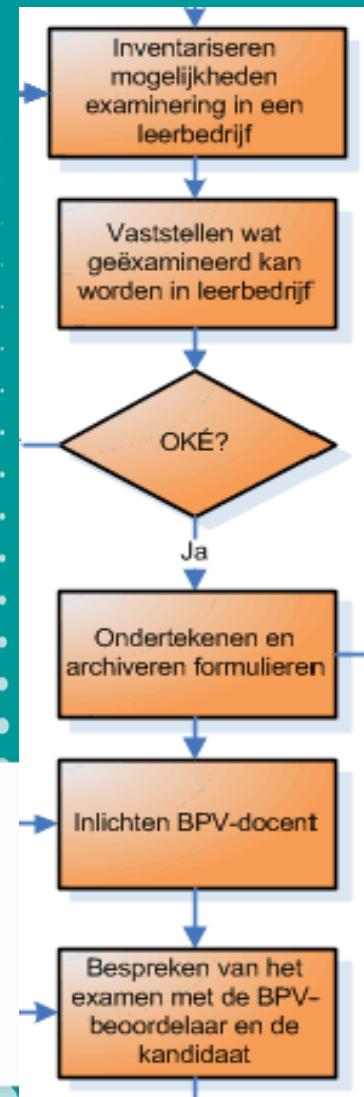 Inventariseren
mogelijkheden
examinering in een
leerbedrijf
Vaststellen wat
geëxamineerd kan
worden in leerbedrijf
OKÉ?
Ja
Ondertekenen en
archiveren formulieren
Inlichten BPV-docent
Bespreken van het
examen met de BPV-
beoordelaar en de
kandidaat